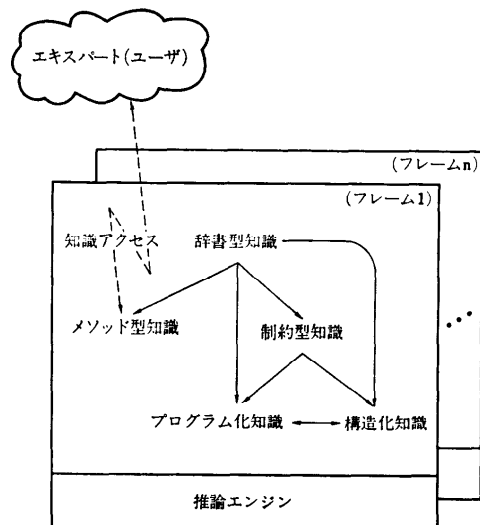 エキスパート(ユーザ)
(フレームn)
(フレーム1)
知識アクセス
辞書型知識
メソッド型知識
制約型知識
プログラム化知識
構造化知識
推論エンジン